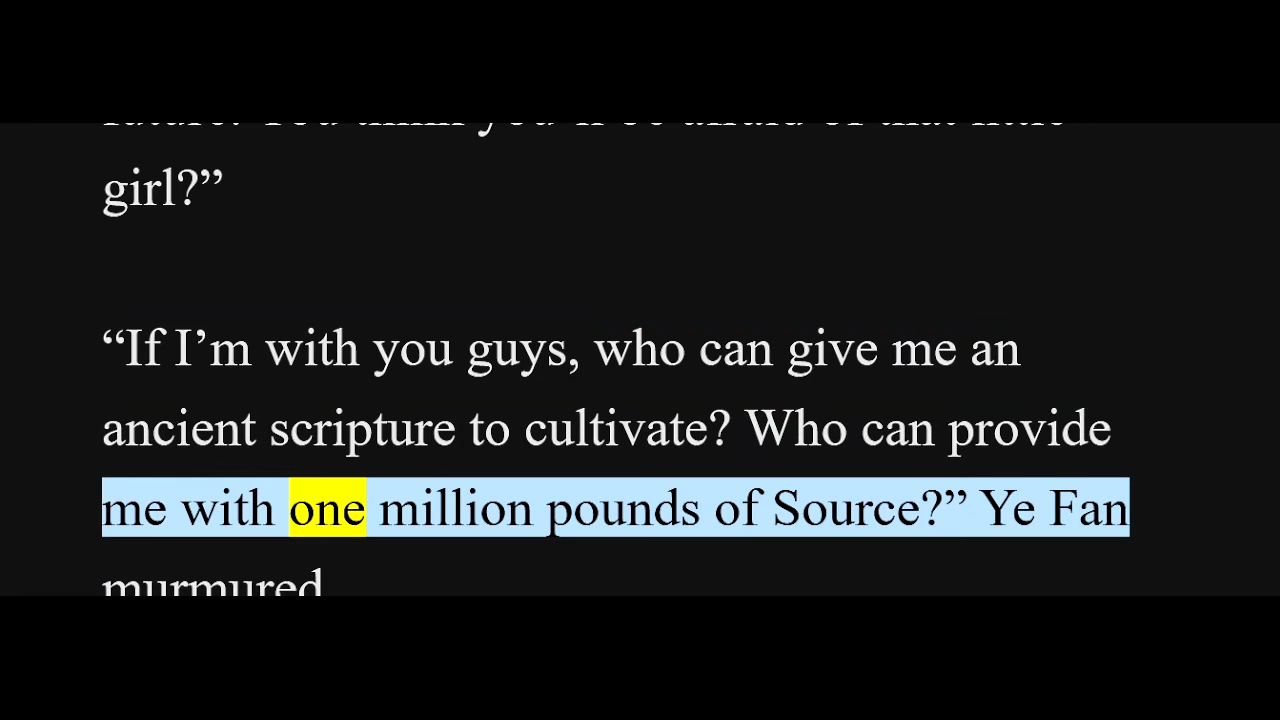 girl?”
“If I’m with you guys, who can give me an
ancient scripture to cultivate? Who can provide
me with one million pounds of Source?” Ye Fan
murmured